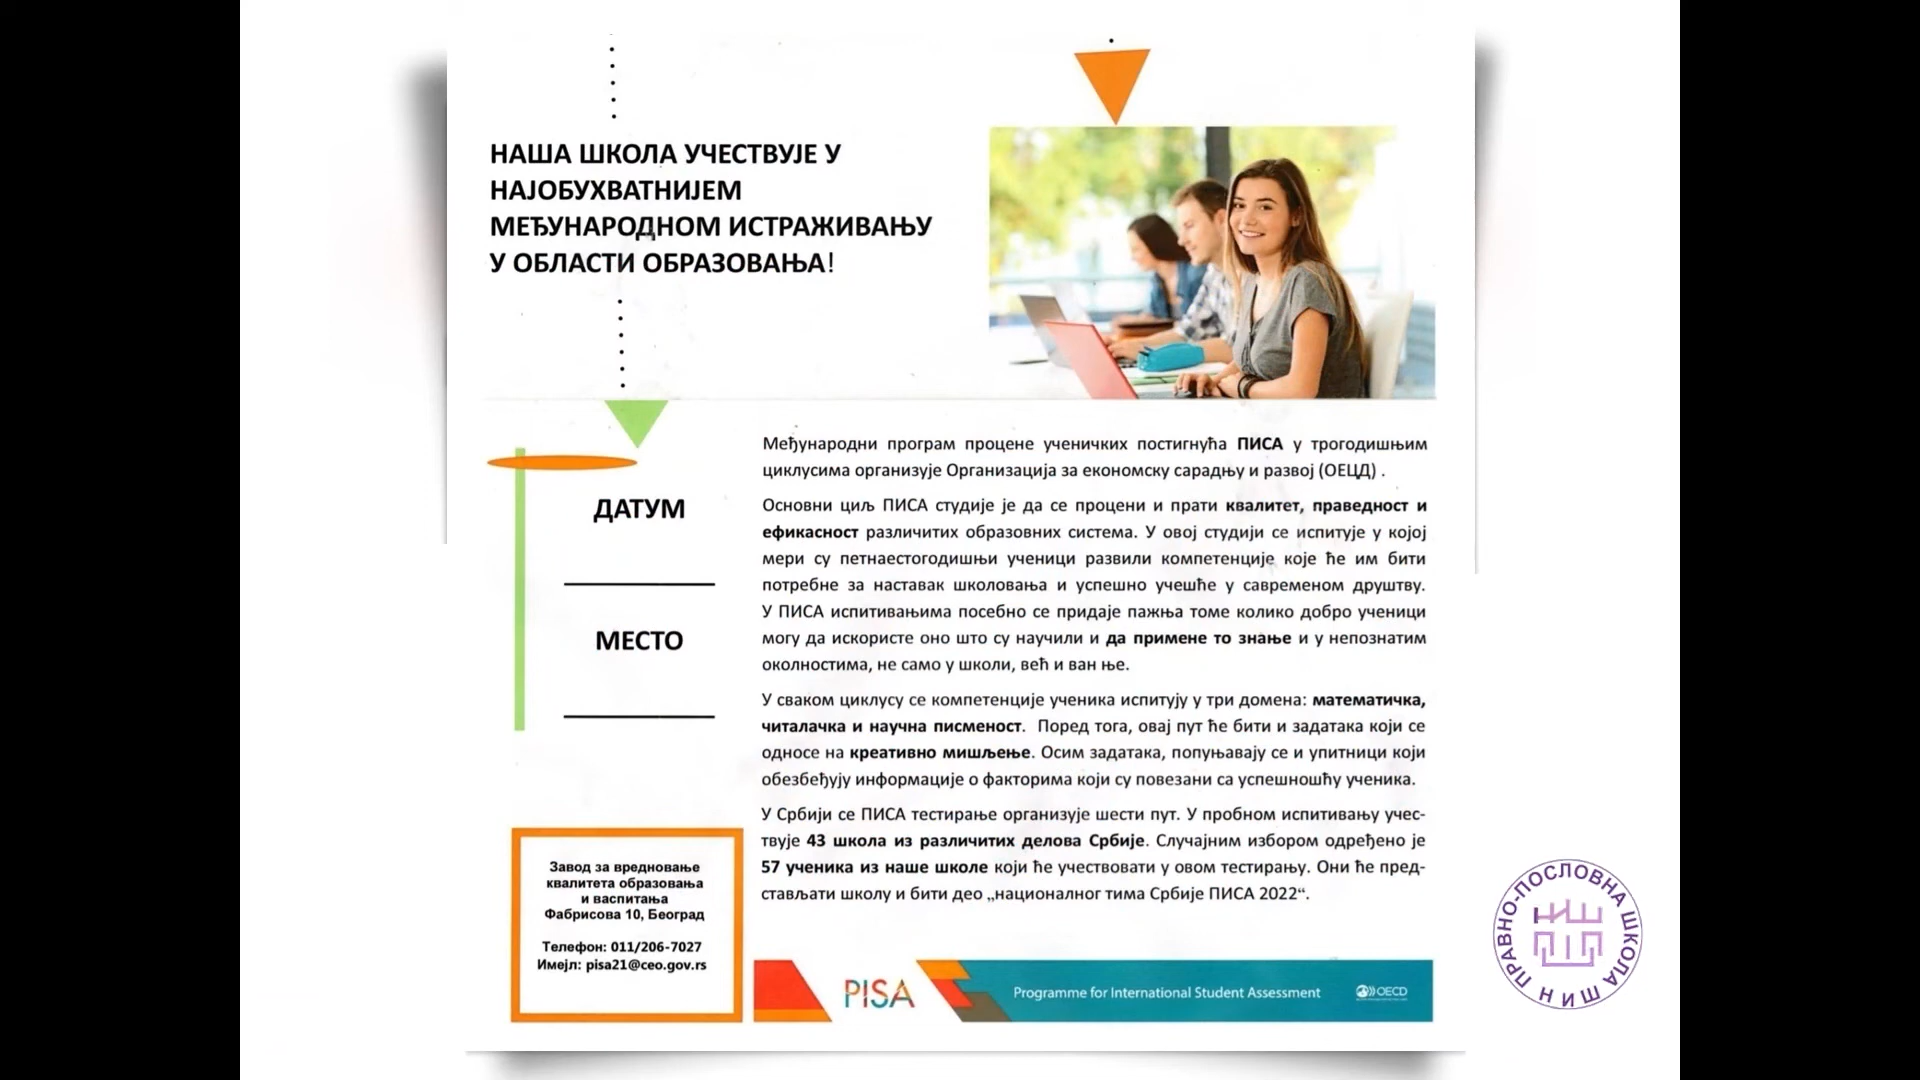 НАША ШКОЛА УЧЕСТВУЈЕ У
НАЈОБУХВАТНИЈЕМ
МЕЂУНАРОДНОМ ИСТРАЖИВАЊУ
У ОБЛАСТИ ОБРАЗОВАЊА!
ДАТУМ
МЕСТО
Међународни програм процене ученичких постигнућа ПИСА у трогодишњим
циклусима организује Организација за економску сарадњу и развој (ОЕЦД) .
Основни циљ ПИСА студије је да се процени и прати квалитет, праведност и
ефикасност различитих образовних система. У овој студији се испитује у којој
мери су петнаестогодишњи ученици развили компетенције које ће им бити
потребне за наставак школовања и успешно учешће у савременом друштву.
У ПИСА испитивањима посебно се придаје пажња томе колико добро ученици
могу да искористе оно што су научили и да примене то знање и у непознатим
околностима, не само у школи, већ и ван ње.
У сваком циклусу се компетенције ученика испитују у три домена: математичка,
читалачка и научна писменост. Поред тога, овај пут ће бити и задатака који се
односе на креативно мишљење. Осим задатака, попуњавају се и упитници који
обезбеђују информације о факторима који су повезани са успешношћу ученика.
У Србији се ПИСА тестирање организује шести пут. У пробном испитивању учес-
твује 43 школа из различитих делова Србије. Случајним избором одређено је
57 ученика из наше школе који ће учествовати у овом тестирању. Они ће пред-
стављати школу и бити део „националног тима Србије ПИСА 2022“.
Завод за вредновање
квалитета образовања
и васпитања
Фабрисова 10, Београд
Телефон: 011/206-7027
Имејл: pisa21@ceo.gov.rs
PISA
Programme for International Student Assessment
OECD
ПРАВНО-ПОСЛОВНА ШКОЛА НИШ